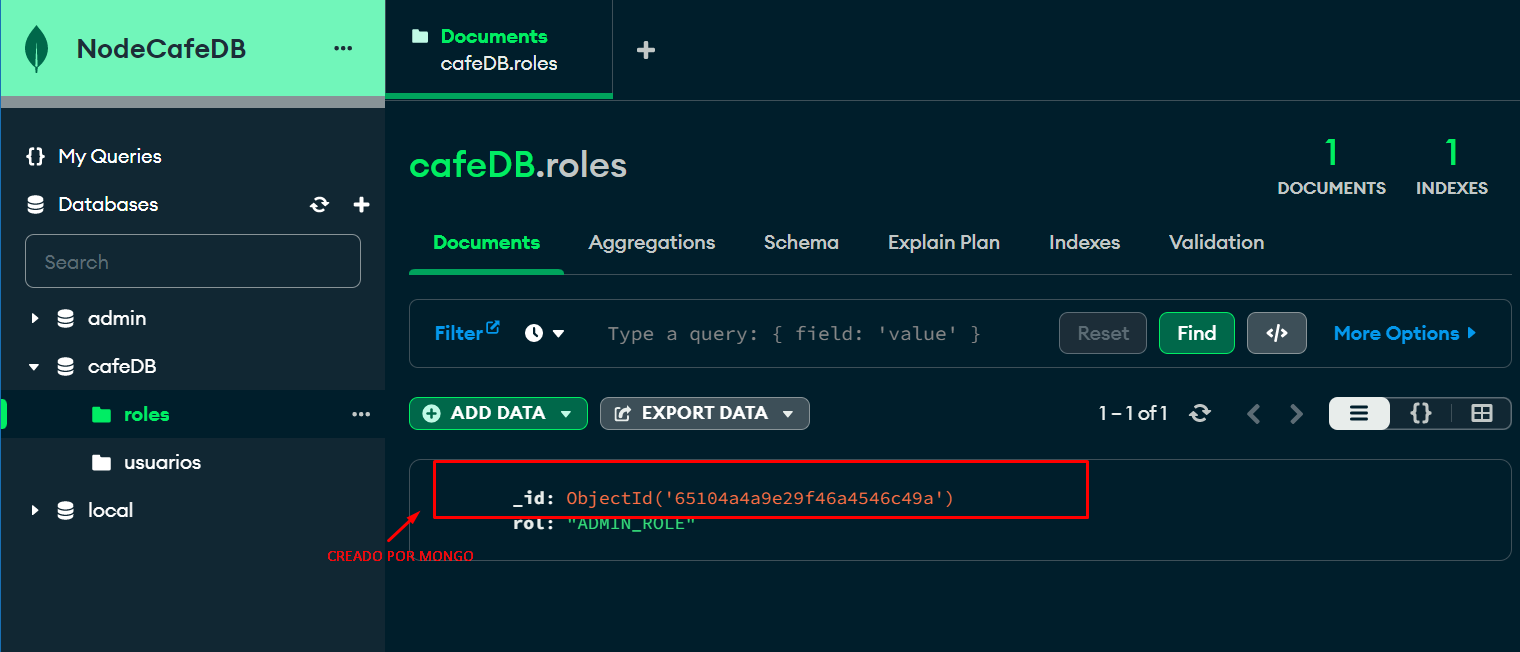 NodeCafeDB
Documents
cafeDB.roles
My Queries
Databases
Search
admin
cafeDB
roles
usuarios
local
cafeDB.roles
1 DOCUMENTS
1 INDEXES
Documents Aggregations Schema Explain Plan Indexes Validation
Filter Type a query: { field: 'value' } Reset Find </> More Options
ADD DATA EXPORT DATA 1 – 1 of 1 {}
_id: ObjectId('65104a4a9e29f46a4546c49a')
rol: "ADMIN_ROLE"
CREADO POR MONGO